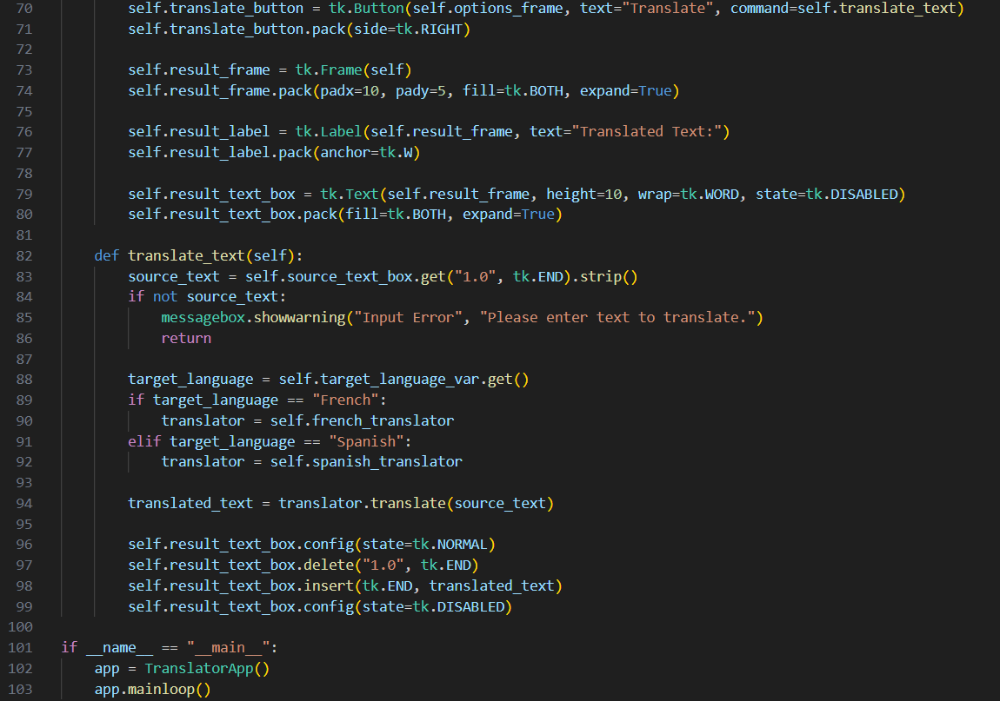 70 self.translate_button = tk.Button(self.options_frame, text="Translate", command=self.translate_text)
71 self.translate_button.pack(side=tk.RIGHT)
72
73 self.result_frame = tk.Frame(self)
74 self.result_frame.pack(padx=10, pady=5, fill=tk.BOTH, expand=True)
75
76 self.result_label = tk.Label(self.result_frame, text="Translated Text:")
77 self.result_label.pack(anchor=tk.W)
78
79 self.result_text_box = tk.Text(self.result_frame, height=10, wrap=tk.WORD, state=tk.DISABLED)
80 self.result_text_box.pack(fill=tk.BOTH, expand=True)
81
82 def translate_text(self):
83 source_text = self.source_text_box.get("1.0", tk.END).strip()
84 if not source_text:
85 messagebox.showwarning("Input Error", "Please enter text to translate.")
86 return
87
88 target_language = self.target_language_var.get()
89 if target_language == "French":
90 translator = self.french_translator
91 elif target_language == "Spanish":
92 translator = self.spanish_translator
93
94 translated_text = translator.translate(source_text)
95
96 self.result_text_box.config(state=tk.NORMAL)
97 self.result_text_box.delete("1.0", tk.END)
98 self.result_text_box.insert(tk.END, translated_text)
99 self.result_text_box.config(state=tk.DISABLED)
100
101 if __name__ == "__main__":
102 app = TranslatorApp()
103 app.mainloop()